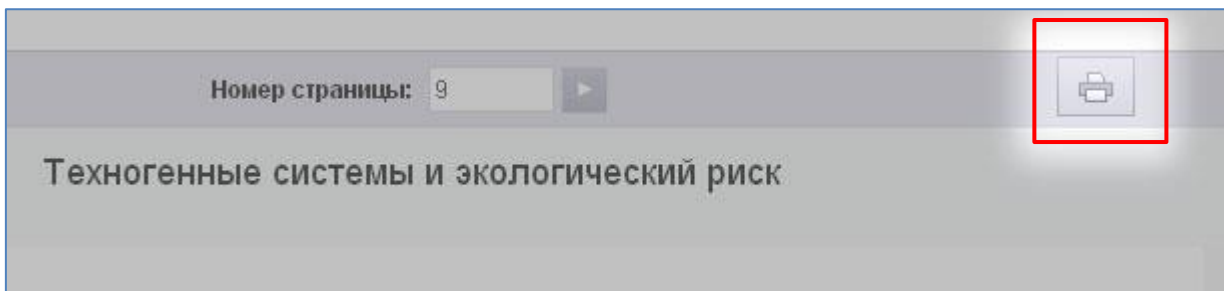 Номер страницы: 9
Техногенные системы и экологический риск